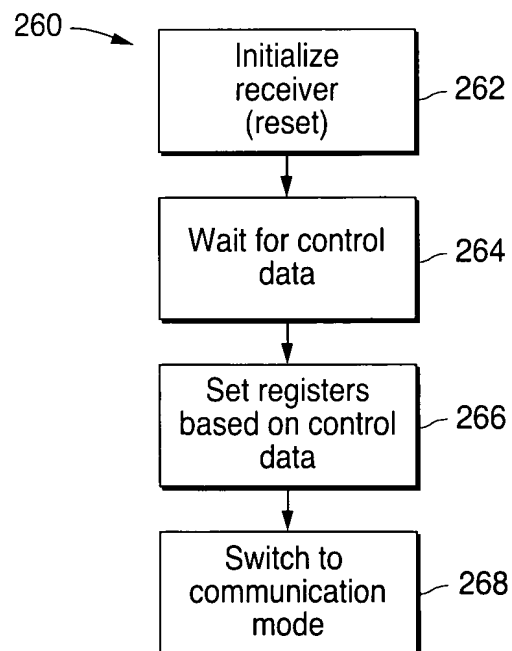 260
Initialize
receiver
(reset)
262
Wait for control
data
264
Set registers
based on control
data
266
Switch to
communication
mode
268